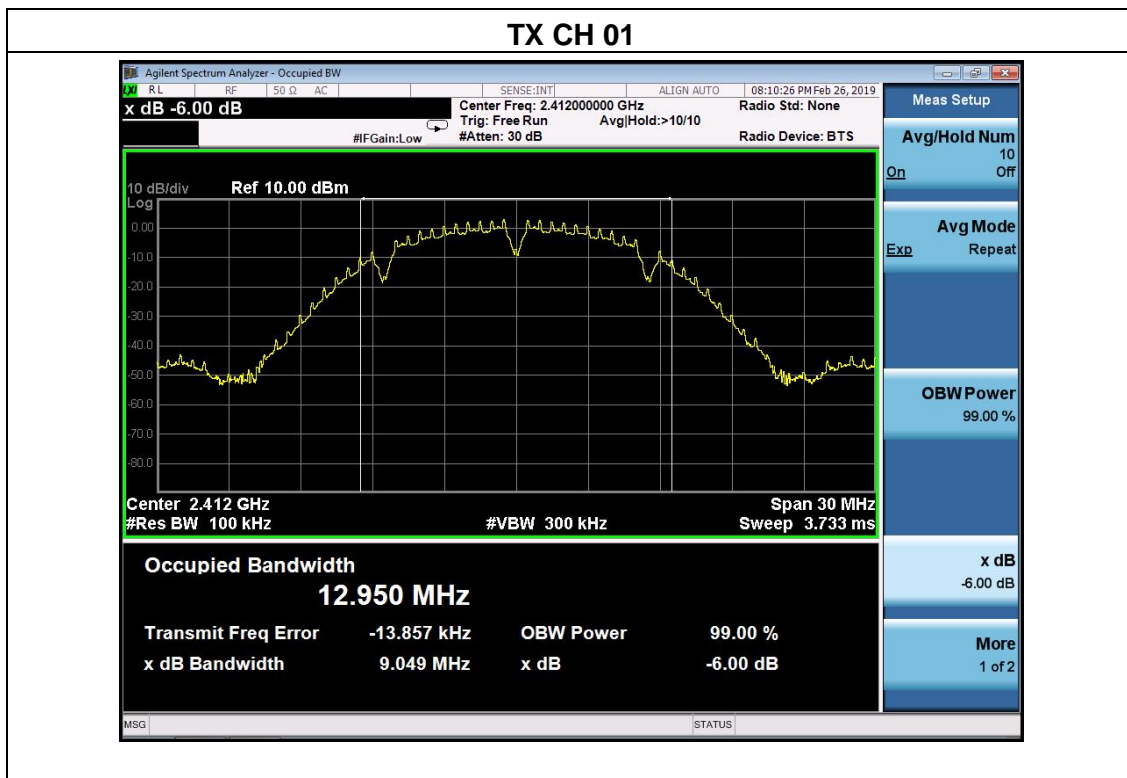 TX CH 01
Agilent Spectrum Analyzer - Occupied BW
LXI RL RF 50 Ω AC SENSE:INT ALIGN AUTO 08:10:26 PM Feb 26, 2019
x dB -6.00 dB
Center Freq: 2.412000000 GHz Radio Std: None
Trig: Free Run Avg|Hold:>10/10
#IFGain:Low #Atten: 30 dB Radio Device: BTS
10 dB/div Ref 10.00 dBm
Log
0.00
-10.0
-20.0
-30.0
-40.0
-50.0
-60.0
-70.0
-80.0
Center 2.412 GHz Span 30 MHz
#Res BW 100 kHz #VBW 300 kHz Sweep 3.733 ms
Occupied Bandwidth
12.950 MHz
Transmit Freq Error -13.857 kHz OBW Power 99.00 %
x dB Bandwidth 9.049 MHz x dB -6.00 dB
MSG STATUS
Meas Setup
Avg/Hold Num
10
On Off
Avg Mode
Exp Repeat
OBW Power
99.00 %
x dB
-6.00 dB
More
1 of 2